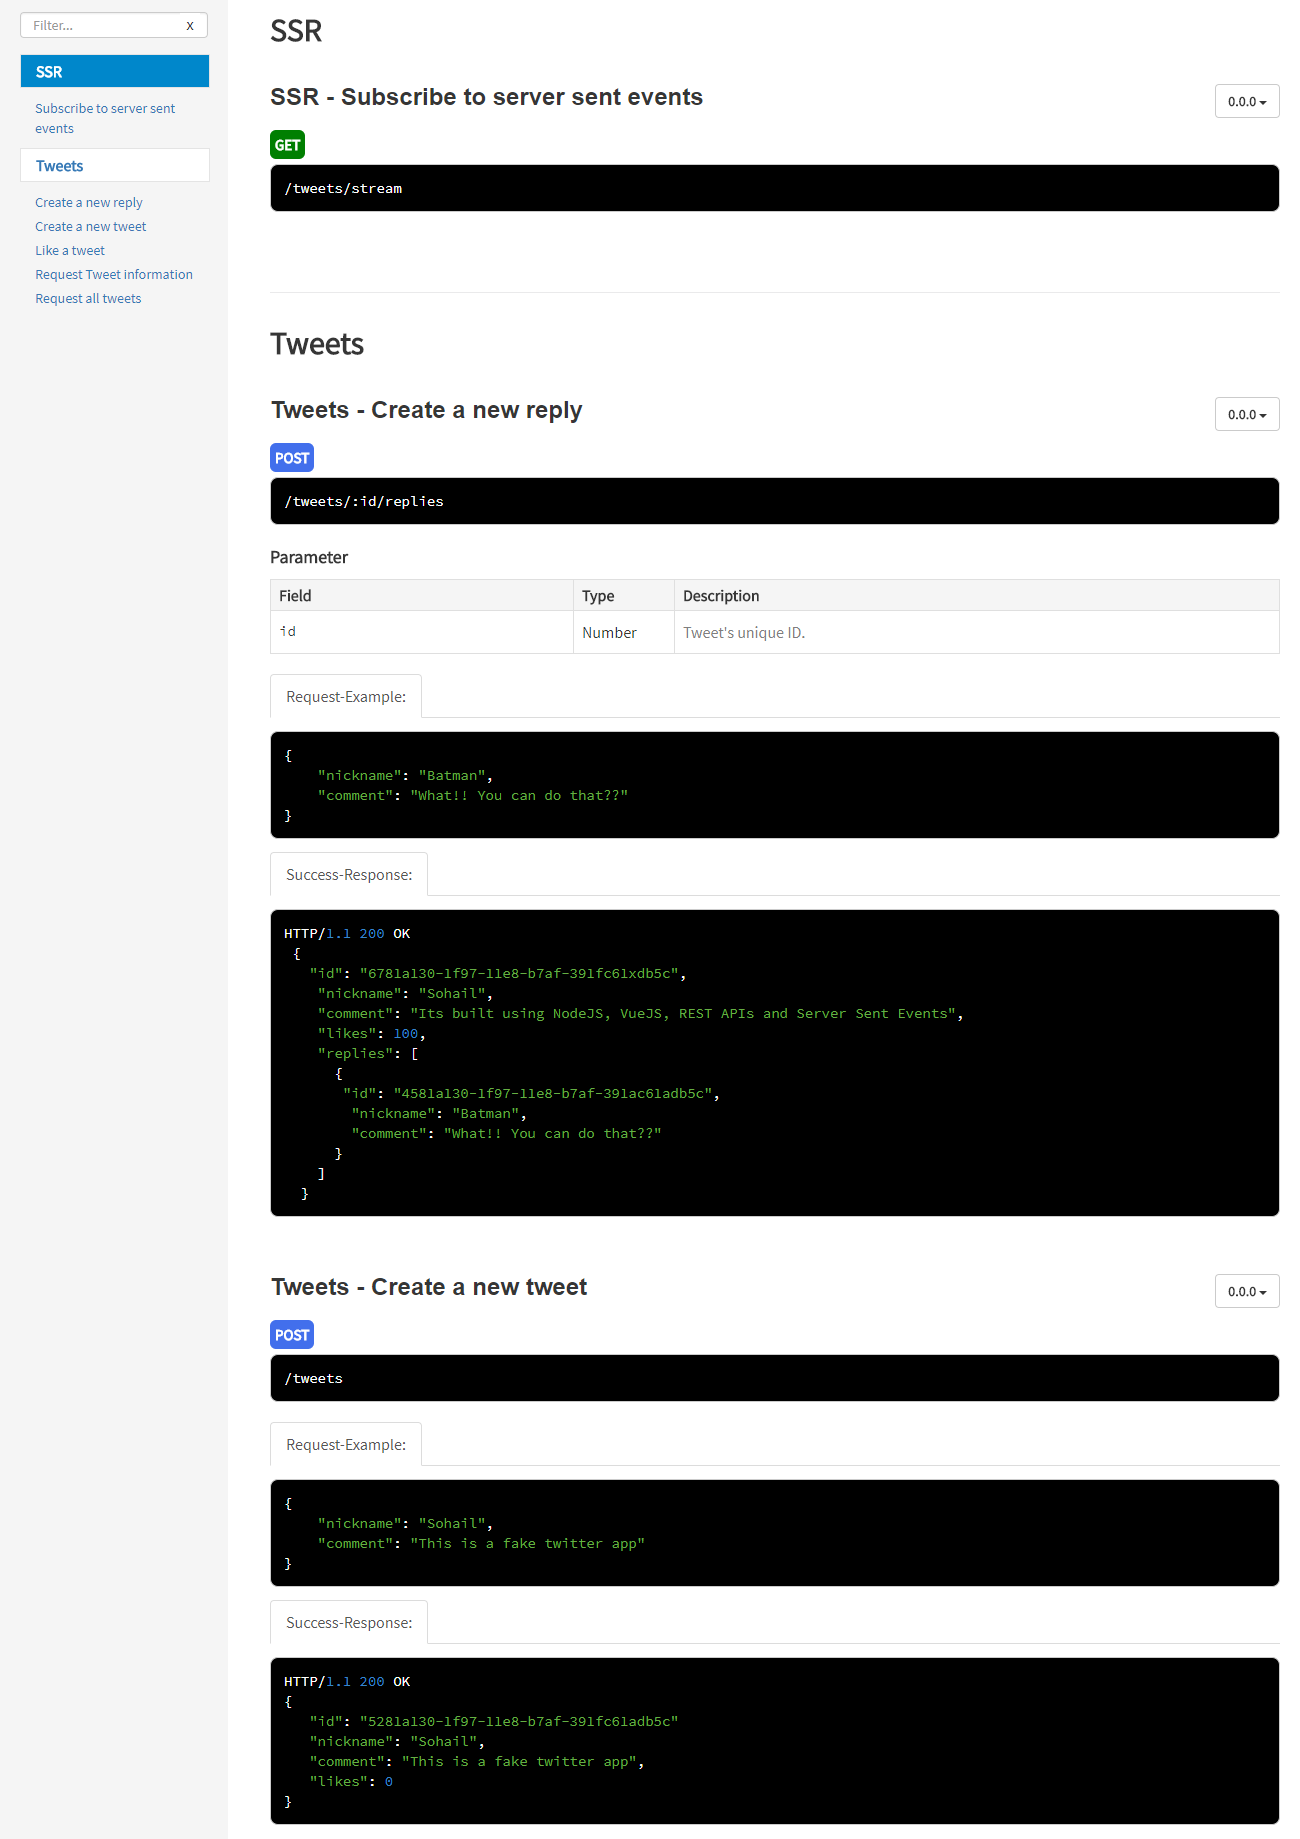 Filter...
x
SSR
Subscribe to server sent
events
Tweets
Create a new reply
Create a new tweet
Like a tweet
Request Tweet information
Request all tweets
SSR
SSR - Subscribe to server sent events
0.0.0
GET
/tweets/stream
Tweets
Tweets - Create a new reply
0.0.0
POST
/tweets/:id/replies
Parameter
Field Type Description
id Number Tweet's unique ID.
Request-Example:
{
"nickname": "Batman",
"comment": "What!! You can do that??"
}
Success-Response:
HTTP/1.1 200 OK
{
"id": "6781a130-1f97-11e8-b7af-391fc61xdb5c",
"nickname": "Sohail",
"comment": "Its built using NodeJS, VueJS, REST APIs and Server Sent Events",
"likes": 100,
"replies": [
{
"id": "4581a130-1f97-11e8-b7af-391ac61adb5c",
"nickname": "Batman",
"comment": "What!! You can do that??"
}
]
}
Tweets - Create a new tweet
0.0.0
POST
/tweets
Request-Example:
{
"nickname": "Sohail",
"comment": "This is a fake twitter app"
}
Success-Response:
HTTP/1.1 200 OK
{
"id": "5281a130-1f97-11e8-b7af-391fc61adb5c"
"nickname": "Sohail",
"comment": "This is a fake twitter app",
"likes": 0
}